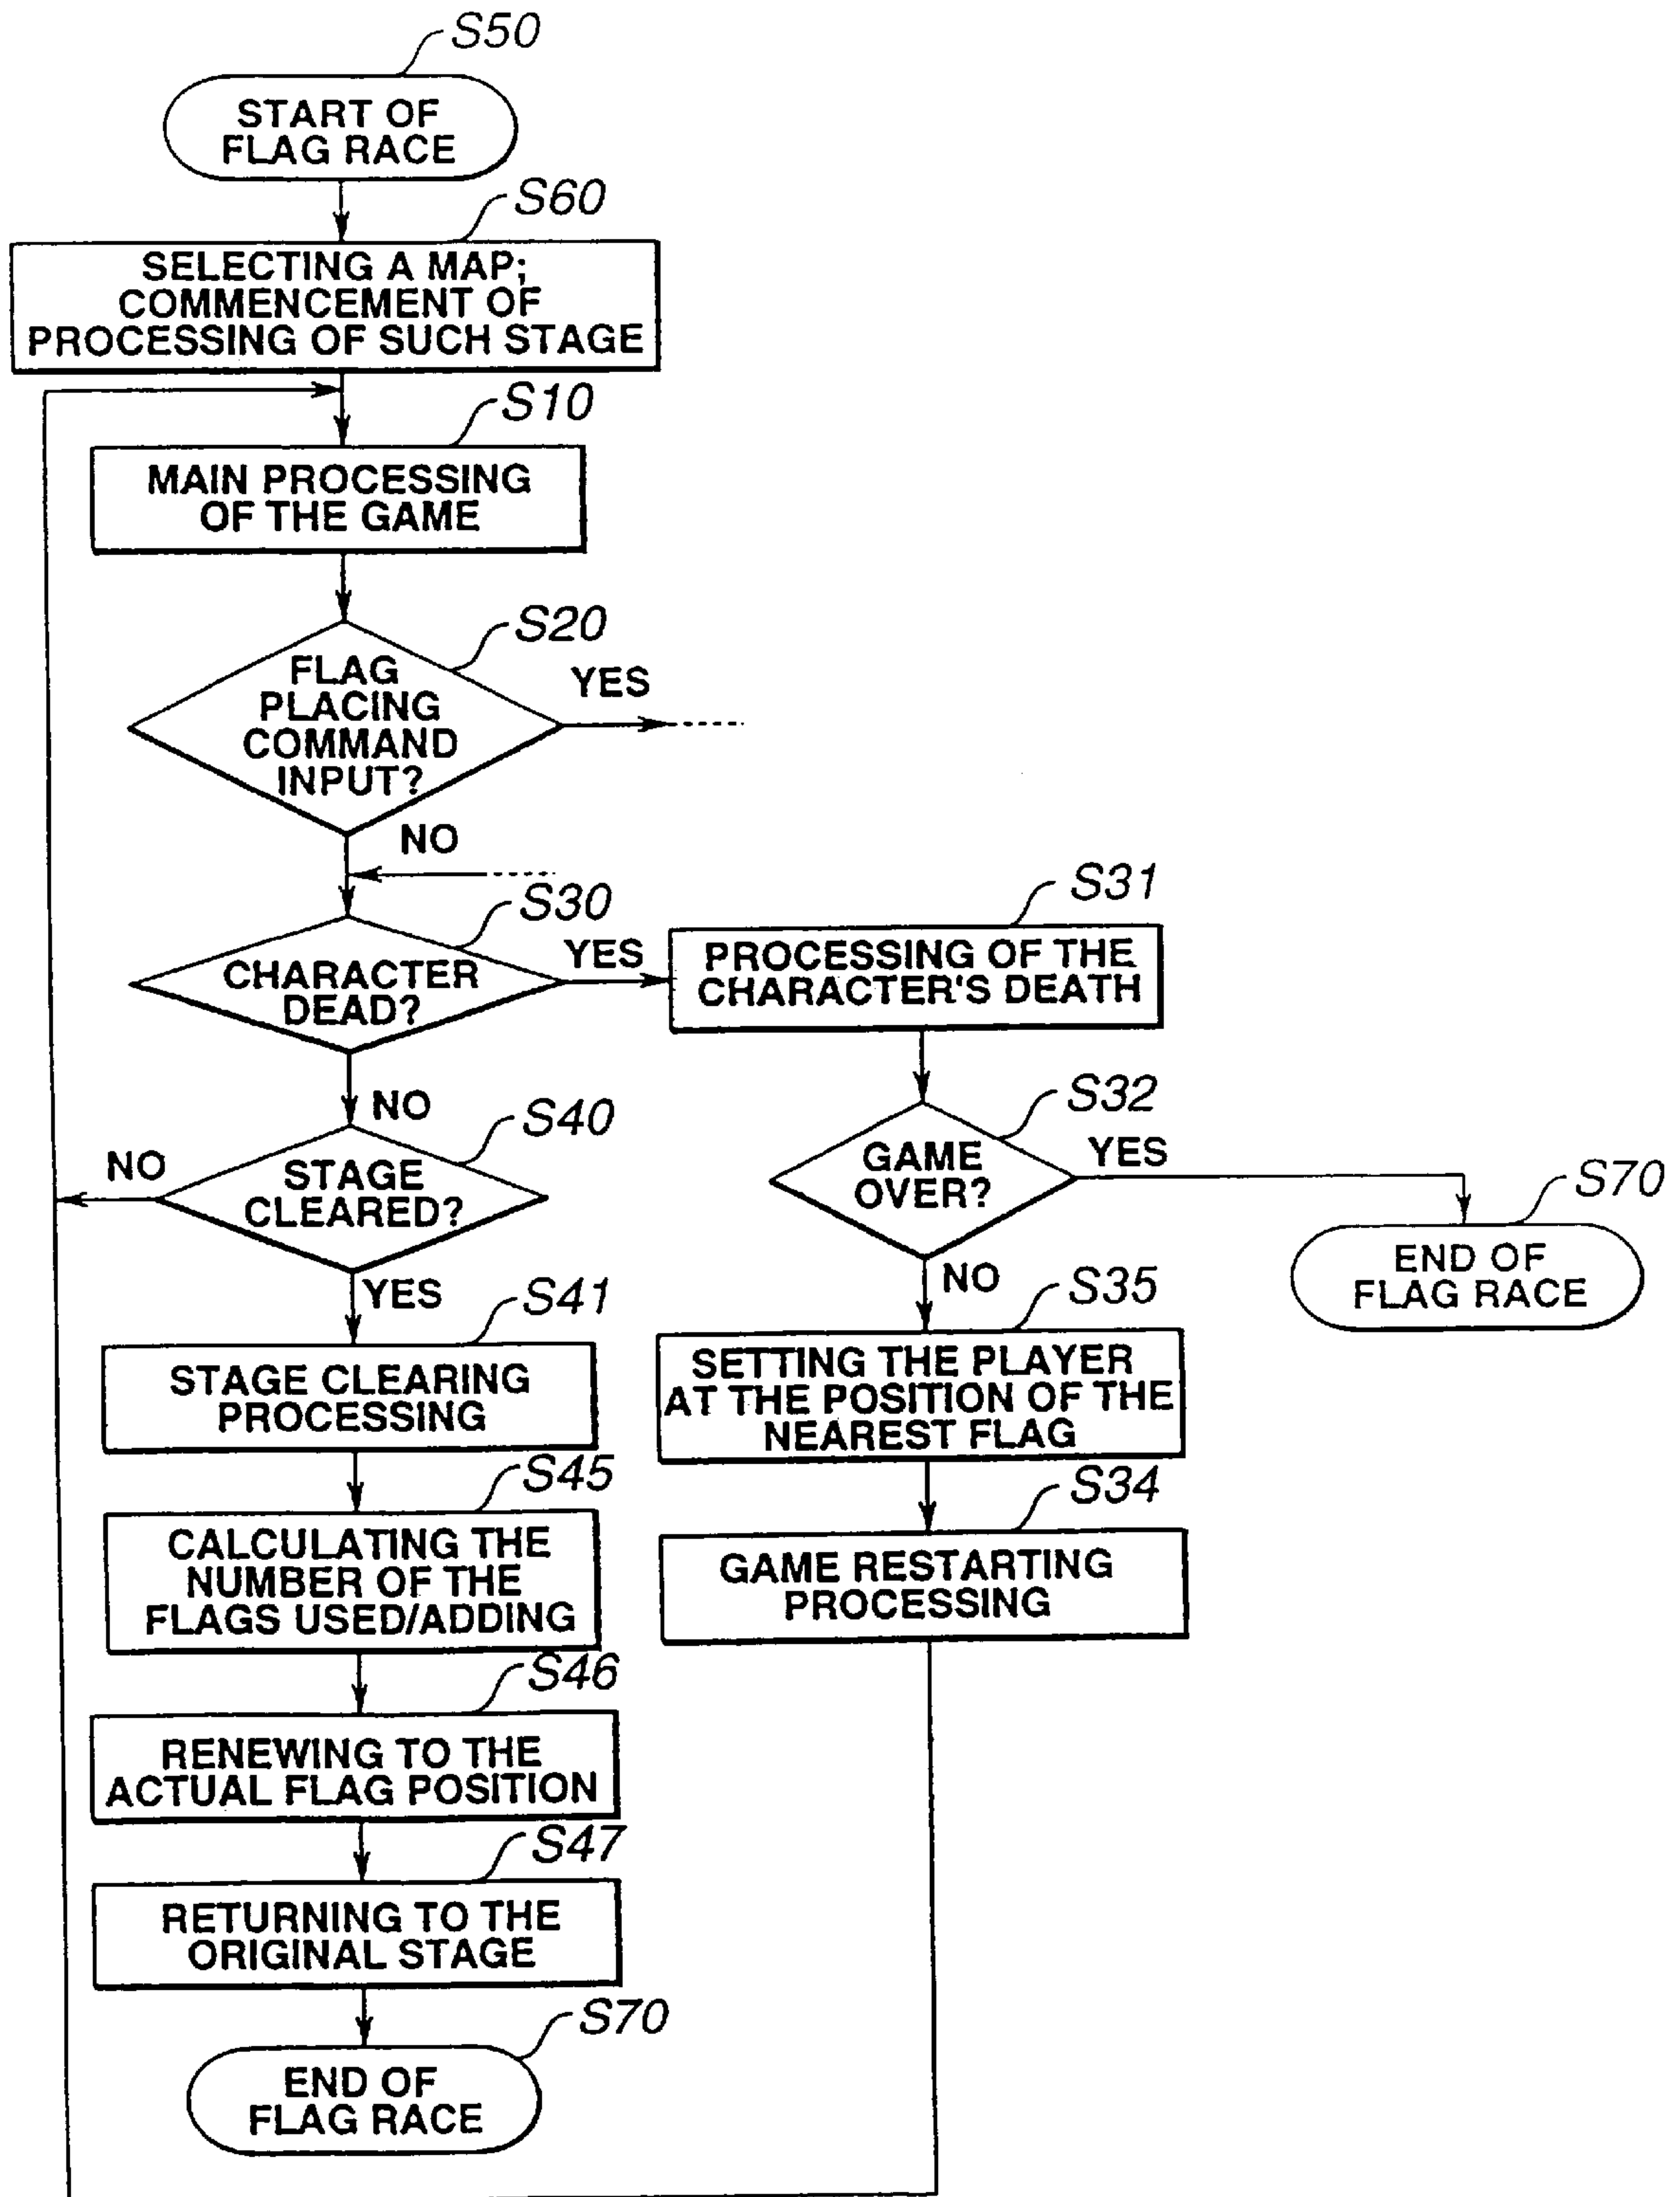 S50
START OF
FLAG RACE
S60
SELECTING A MAP;
COMMENCEMENT OF
PROCESSING OF SUCH STAGE
S10
MAIN PROCESSING
OF THE GAME
S20
FLAG
PLACING
COMMAND
INPUT?
YES
NO
S30
CHARACTER
DEAD?
YES
S31
PROCESSING OF THE
CHARACTER'S DEATH
NO
S40
STAGE
CLEARED?
NO
YES
S32
GAME
OVER?
YES
S70
END OF
FLAG RACE
NO
S35
SETTING THE PLAYER
AT THE POSITION OF THE
NEAREST FLAG
S34
GAME RESTARTING
PROCESSING
S41
STAGE CLEARING
PROCESSING
S45
CALCULATING THE
NUMBER OF THE
FLAGS USED/ADDING
S46
RENEWING TO THE
ACTUAL FLAG POSITION
S47
RETURNING TO THE
ORIGINAL STAGE
S70
END OF
FLAG RACE